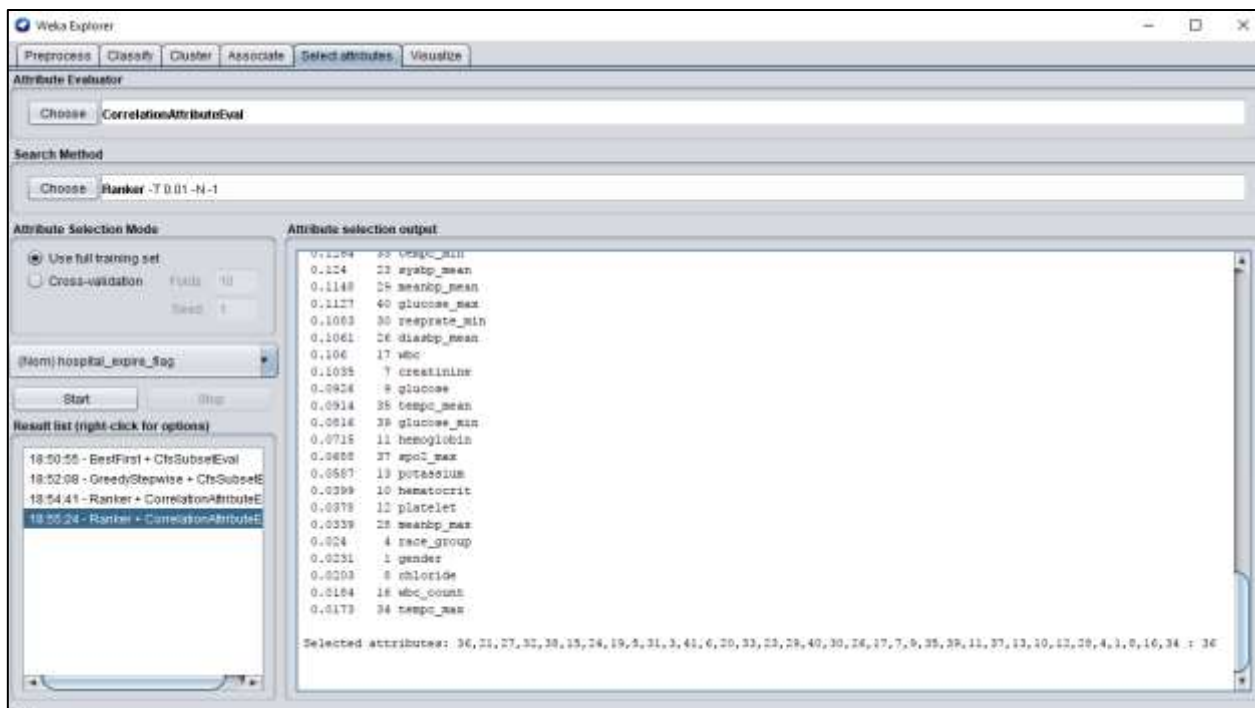 Weka Explorer
Preprocess Classify Cluster Associate Select attributes Visualize
Attribute Evaluator
Choose CorrelationAttributeEval
Search Method
Choose Ranker -T 0.01 -N -1
Attribute Selection Mode
Use full training set
Cross-validation Folds 10
Seed 1
(Nom) hospital_expire_flag
Start Stop
Result list (right-click for options)
18:50:55 - BestFirst + CfsSubsetEval
18:52:08 - GreedyStepwise + CfsSubsetE
18:54:41 - Ranker + CorrelationAttributeE
18:55:24 - Ranker + CorrelationAttributeE
Attribute selection output
tempc_min
0.124 23 sysbp_mean
0.1148 29 meanbp_mean
0.1127 40 glucose_max
0.1083 30 resprate_min
0.1061 26 diasbp_mean
0.106 17 wbc
0.1035 7 creatinine
0.0926 9 glucose
0.0914 35 tempc_mean
0.0816 39 glucose_min
0.0715 11 hemoglobin
37 spo2_max
0.0587 13 potassium
0.0399 10 hematocrit
0.0378 12 platelet
0.0339 28 meanbp_max
0.024 4 race_group
0.0231 1 gender
0.0203 8 chloride
0.0184 16 wbc_count
0.0173 34 tempc_max
Selected attributes: 36,21,27,32,38,15,24,19,5,31,3,41,6,20,33,23,29,40,30,26,17,7,9,35,39,11,37,13,10,12,28,4,1,8,16,34 : 36